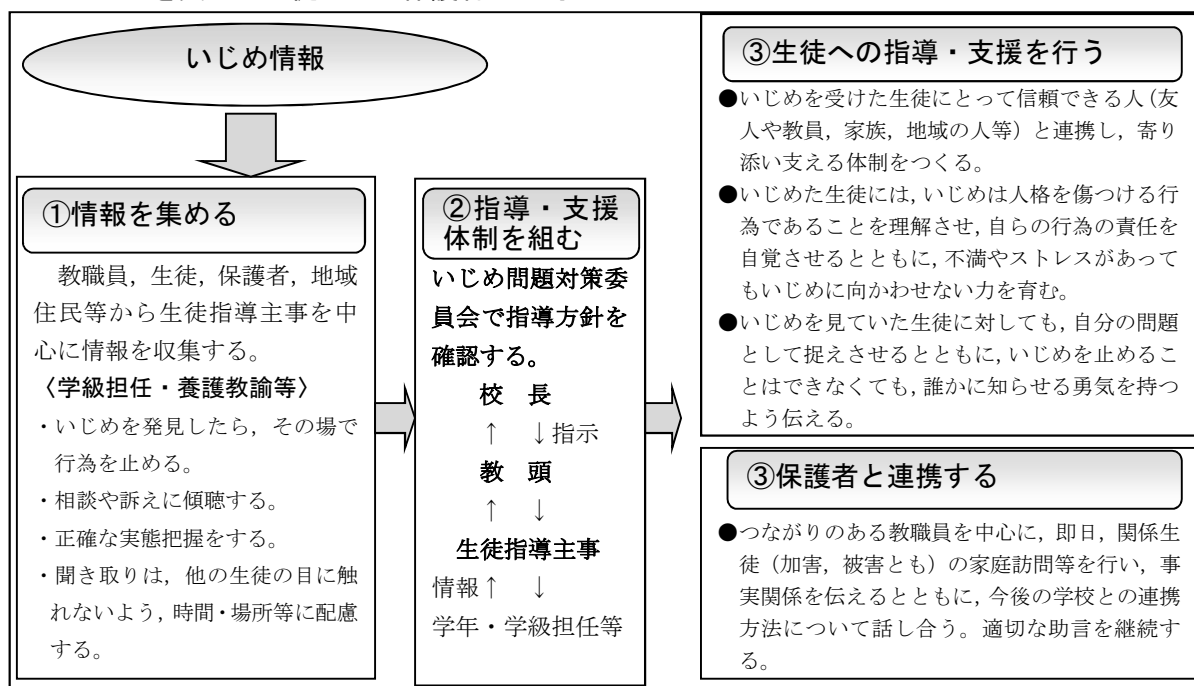 いじめ情報
①情報を集める
教職員，生徒，保護者，地域
住民等から生徒指導主事を中
心に情報を収集する。
〈学級担任・養護教諭等〉
・いじめを発見したら，その場で
行為を止める。
・相談や訴えに傾聴する。
・正確な実態把握をする。
・聞き取りは，他の生徒の目に触
れないよう，時間・場所等に配慮
する。
②指導・支援
体制を組む
いじめ問題対策委
員会で指導方針を
確認する。
校　長
↑　↓指示
教　頭
↑　↓
生徒指導主事
情報↑　↓
学年・学級担任等
③生徒への指導・支援を行う
●いじめを受けた生徒にとって信頼できる人（友
人や教員，家族，地域の人等）と連携し，寄り
添い支える体制をつくる。
●いじめた生徒には，いじめは人格を傷つける行
為であることを理解させ，自らの行為の責任を
自覚させるとともに，不満やストレスがあって
もいじめに向かわせない力を育む。
●いじめを見ていた生徒に対しても，自分の問題
として捉えさせるとともに，いじめを止めるこ
とはできなくても，誰かに知らせる勇気を持つ
よう伝える。
③保護者と連携する
●つながりのある教職員を中心に，即日，関係生
徒（加害，被害とも）の家庭訪問等を行い，事
実関係を伝えるとともに，今後の学校との連携
方法について話し合う。適切な助言を継続す
る。